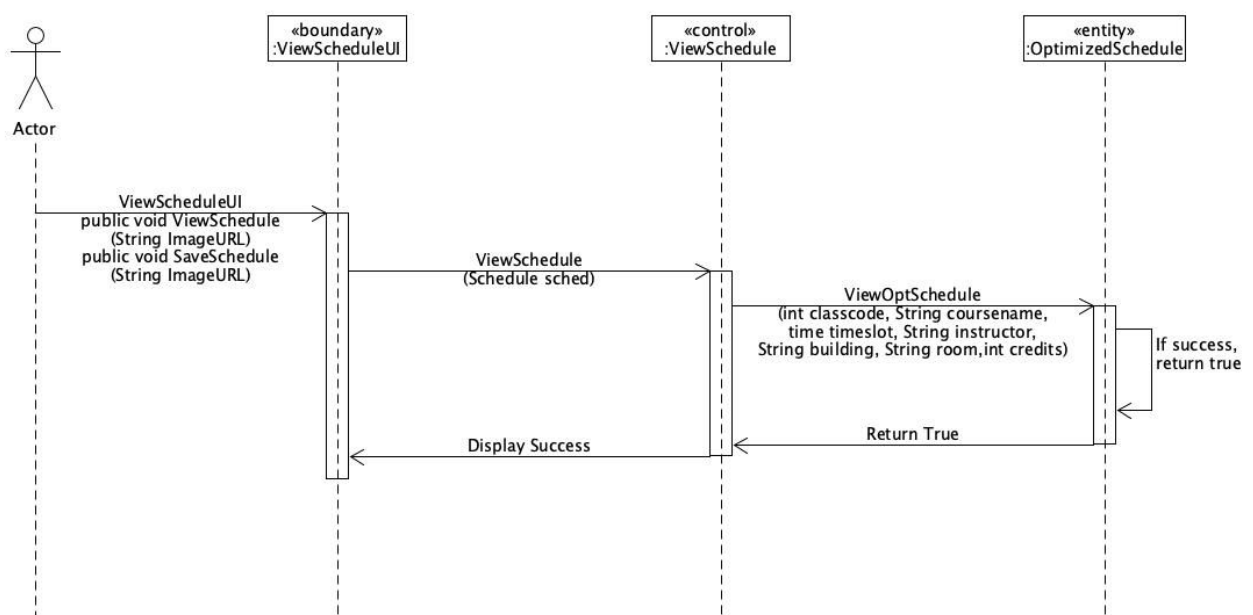 «boundary»
:ViewScheduleUI
«control»
:ViewSchedule
«entity»
:OptimizedSchedule
Actor
ViewScheduleUI
public void ViewSchedule
(String ImageURL)
public void SaveSchedule
(String ImageURL)
ViewSchedule
(Schedule sched)
ViewOptSchedule
(int classcode, String coursename,
time timeslot, String instructor,
String building, String room,int credits)
If success,
return true
Return True
Display Success